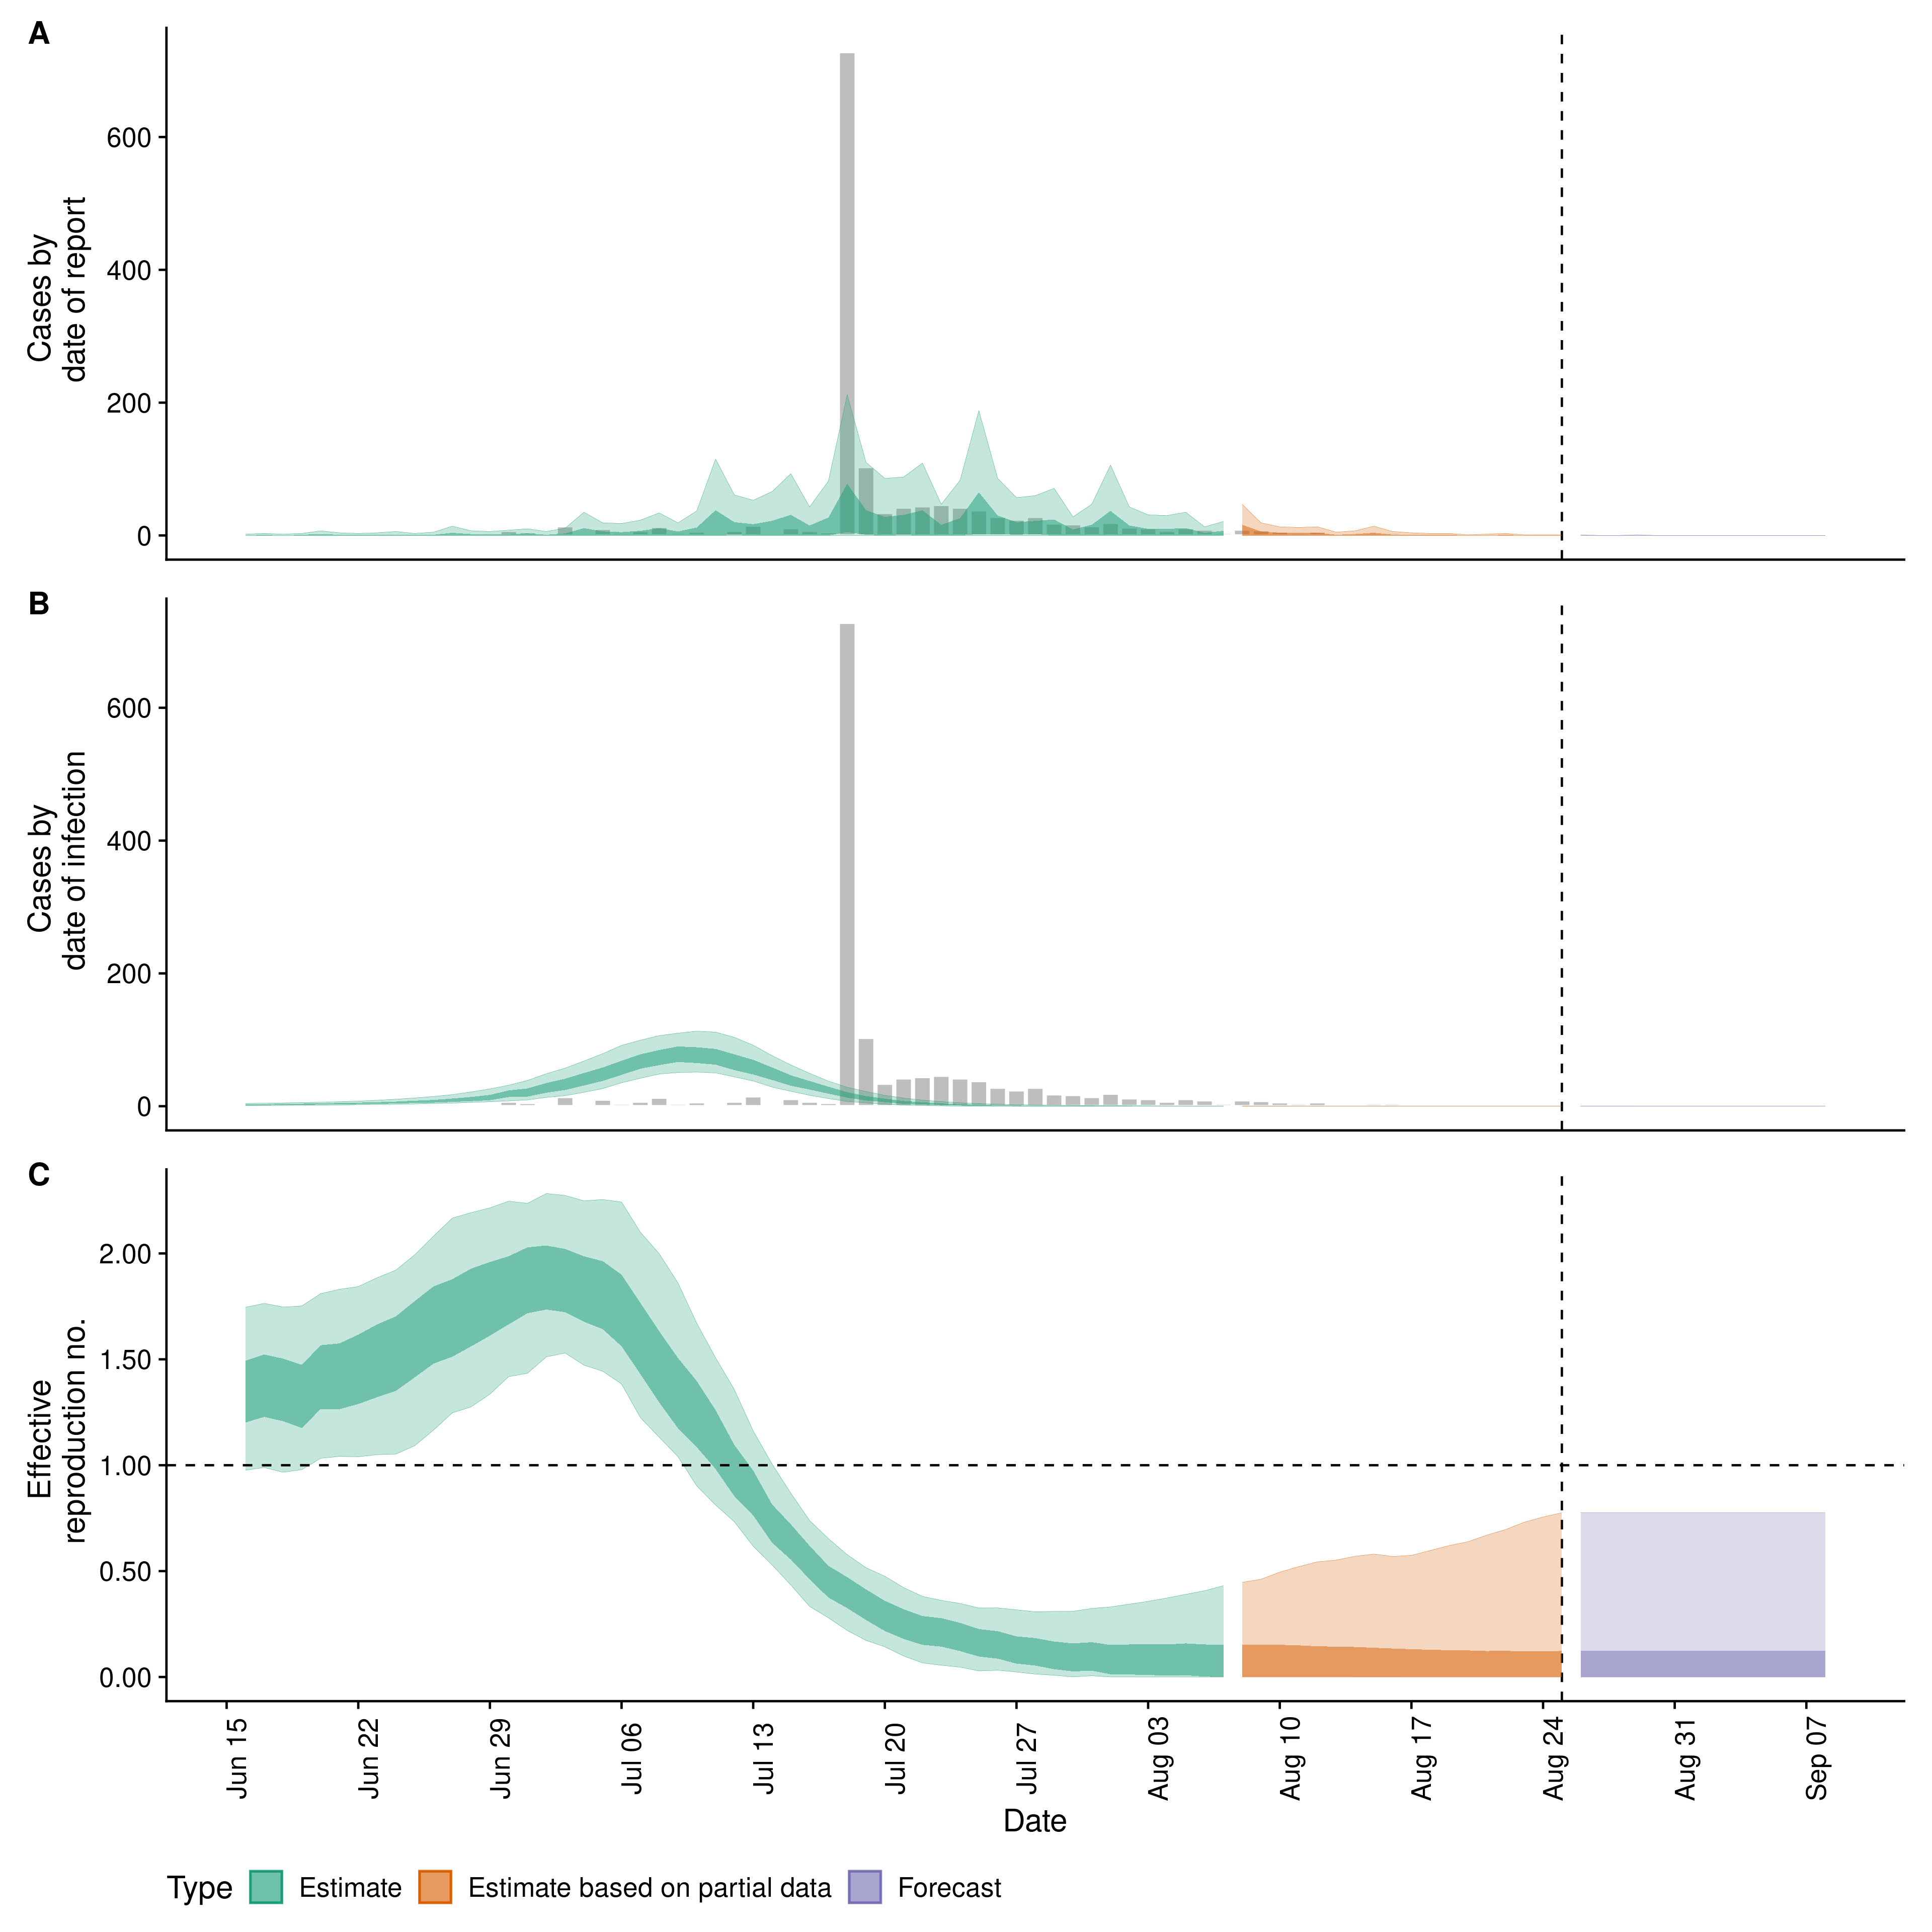 A
600
400
200
0
Cases by
date of report
B
600
400
200
0
Cases by
date of infection
C
2.00
1.50
1.00
0.50
0.00
Effective
reproduction no.
Jun 15
Jun 22
Jun 29
Jul 06
Jul 13
Jul 20
Jul 27
Aug 03
Aug 10
Aug 17
Aug 24
Aug 31
Sep 07
Date
Type Estimate Estimate based on partial data Forecast